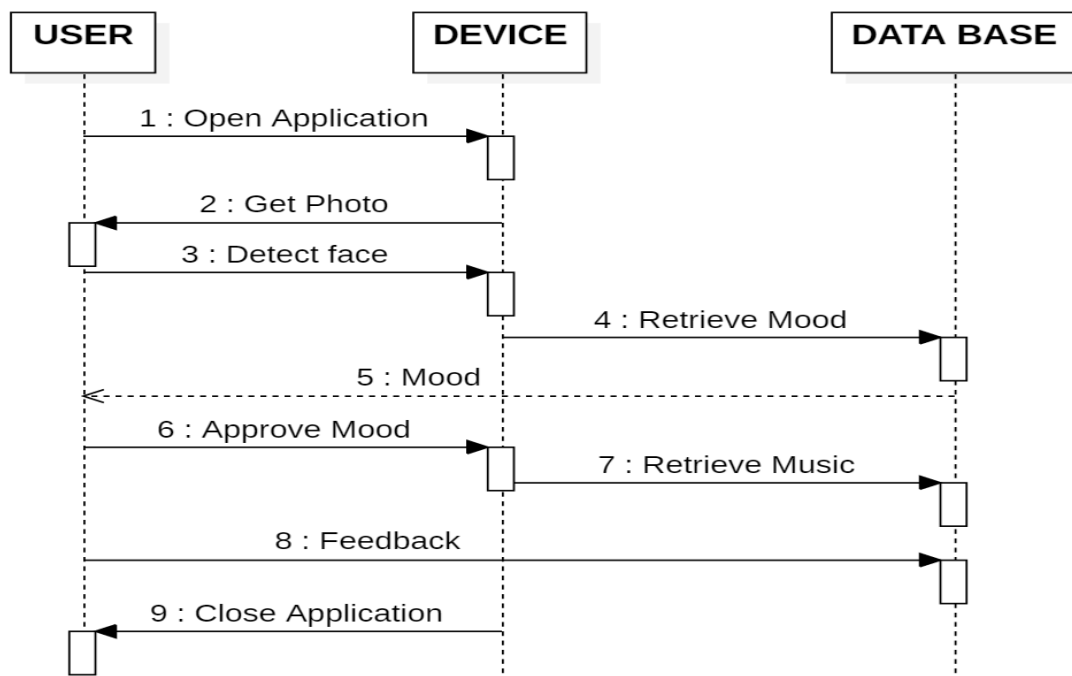 USER
DEVICE
DATA BASE
1 : Open Application
2 : Get Photo
3 : Detect face
4 : Retrieve Mood
5 : Mood
6 : Approve Mood
7 : Retrieve Music
8 : Feedback
9 : Close Application